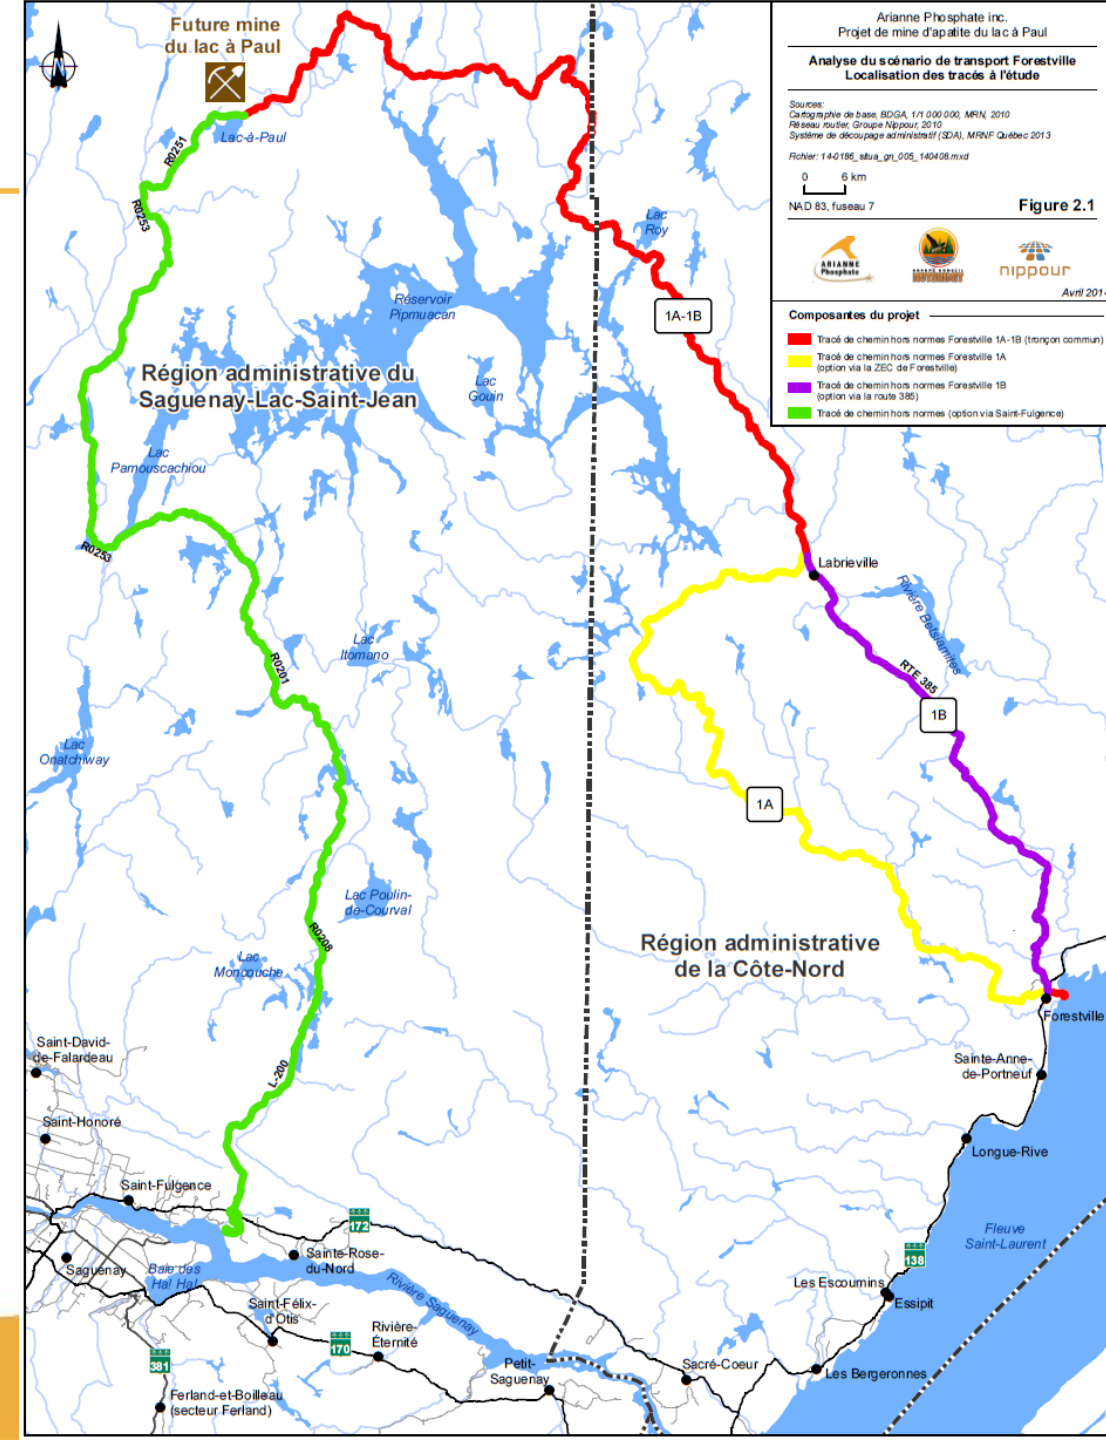 Future mine
du lac à Paul
N
Arianne Phosphate inc.
Projet de mine d'apatite du lac à Paul
Analyse du scénario de transport Forestville
Localisation des tracés à l'étude
Sources:
Cartographie de base, BDGA, 1/1 000 000, MRN, 2010
Réseau routier, Groupe Nippour, 2010
Système de découpage administratif (SDA), MRNF Québec 2013
Fichier: 14-0186_situa_gn_005_140408.mxd
0 6 km
NAD 83, fuseau 7
Figure 2.1
ARIANNE
Phosphate
nippour
Avril 2014
Composantes du projet
Tracé de chemin hors normes Forestville 1A-1B (tronçon commun)
Tracé de chemin hors normes Forestville 1A
(option via la ZEC de Forestville)
Tracé de chemin hors normes Forestville 1B
(option via la route 385)
Tracé de chemin hors normes (option via Saint-Fulgence)
Lac-à-Paul
R0251
R0253
Lac
Roy
Réservoir
Pipmuacan
1A-1B
Région administrative du
Saguenay-Lac-Saint-Jean
Lac
Gouin
Lac
Pamouscachiou
R0253
Labrieville
Rivière Betsiamites
Lac
Itomano
R0201
RTE 385
1B
Lac
Onatchiway
1A
Lac Poulin-
de-Courval
R0208
Région administrative
de la Côte-Nord
Lac
Moncouche
Forestville
Saint-David-
de-Falardeau
L-200
Sainte-Anne-
de-Portneuf
Saint-Honoré
Longue-Rive
Saint-Fulgence
172
Fleuve
Saint-Laurent
Sainte-Rose-
du-Nord
138
Saguenay
Baie des
Ha! Ha!
Rivière Saguenay
Les Escoumins
Essipit
Saint-Félix-
d'Otis
Rivière-
Éternité
170
381
Petit-
Saguenay
Sacré-Coeur
Les Bergeronnes
Ferland-et-Boilleau
(secteur Ferland)